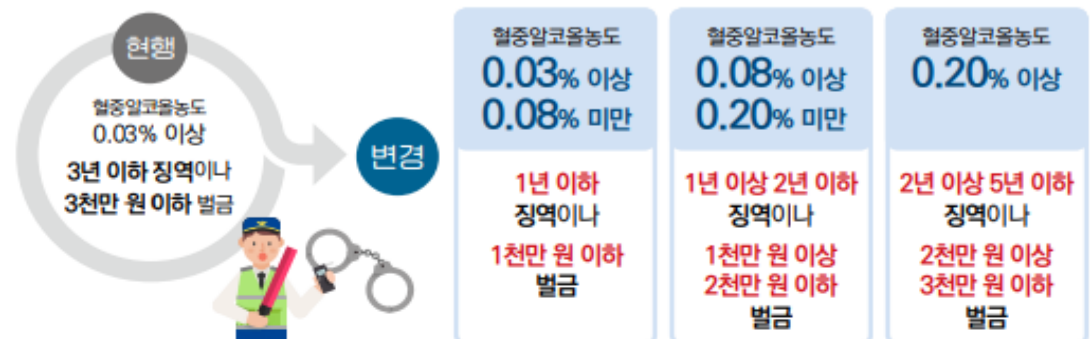 현행
혈중알코올농도
0.03% 이상
3년 이하 징역이나
3천만 원 이하 벌금
변경
혈중알코올농도
0.03% 이상
0.08% 미만
1년 이하
징역이나
1천만 원 이하
벌금
혈중알코올농도
0.08% 이상
0.20% 미만
1년 이상 2년 이하
징역이나
1천만 원 이상
2천만 원 이하
벌금
혈중알코올농도
0.20% 이상
2년 이상 5년 이하
징역이나
2천만 원 이상
3천만 원 이하
벌금